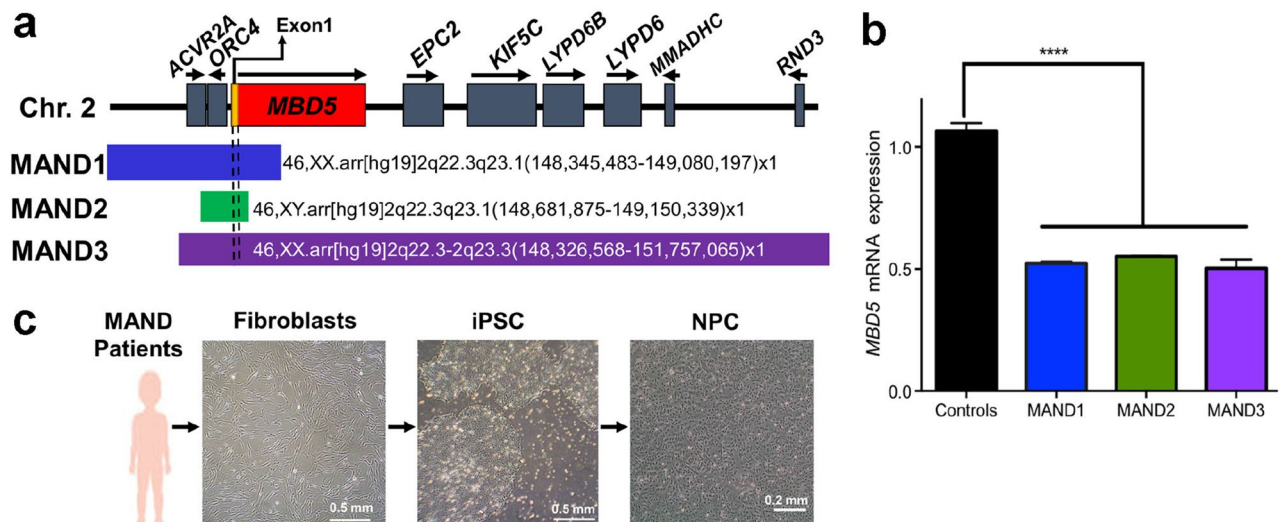 a
ACVR2A
ORC4
Exon1
EPC2
KIF5C
LYPD6B
LYPD6
MMADHC
RND3
Chr. 2
MBD5
MAND1
46,XX.arr[hg19]2q22.3q23.1(148,345,483-149,080,197)x1
MAND2
46,XY.arr[hg19]2q22.3q23.1(148,681,875-149,150,339)x1
MAND3
46,XX.arr[hg19]2q22.3-2q23.3(148,326,568-151,757,065)x1
b
****
MBD5 mRNA expression
1.0
0.5
0.0
Controls
MAND1
MAND2
MAND3
c
MAND
Patients
Fibroblasts
iPSC
NPC
0.5 mm
0.5 mm
0.2 mm